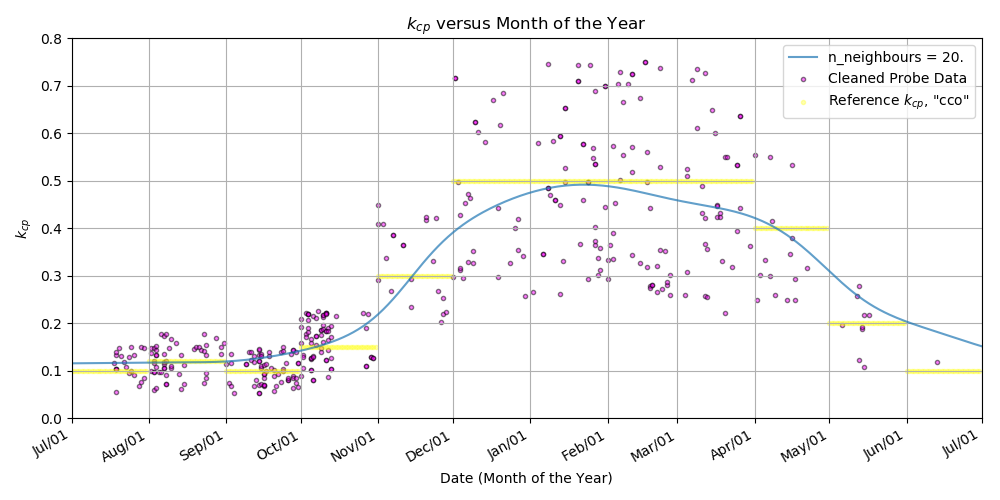 k_cp versus Month of the Year
n_neighbours = 20.
Cleaned Probe Data
Reference k_cp, "cco"
0.8
0.7
0.6
0.5
0.4
0.3
0.2
0.1
0.0
k_cp
Jul/01 Aug/01 Sep/01 Oct/01 Nov/01 Dec/01 Jan/01 Feb/01 Mar/01 Apr/01 May/01 Jun/01 Jul/01
Date (Month of the Year)